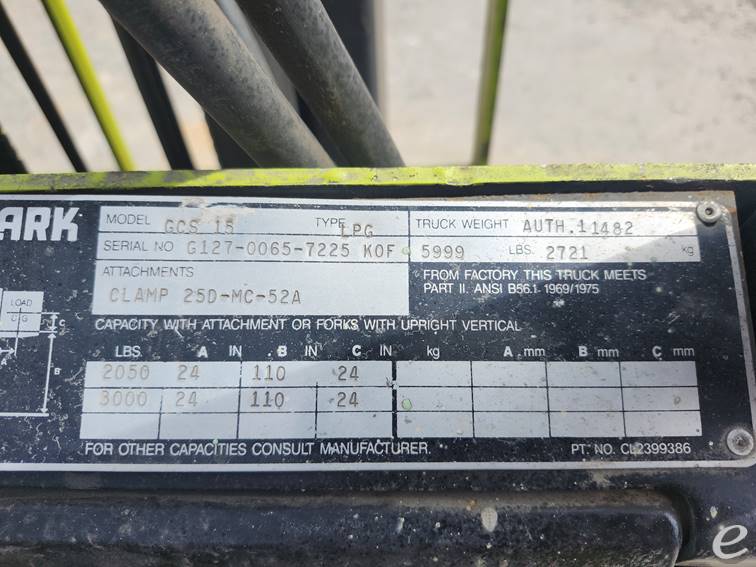 ARK
MODEL GCS 15 TYPE LPG TRUCK WEIGHT AUTH.11482
SERIAL NO G127-0065-7225 KOF 5999 LBS. 2721 kg
ATTACHMENTS
CLAMP 25D-MC-52A
FROM FACTORY THIS TRUCK MEETS
PART II. ANSI B56.1-1969/1975
LOAD
CG
C
A
B
CAPACITY WITH ATTACHMENT OR FORKS WITH UPRIGHT VERTICAL
LBS. A IN B IN C IN kg A mm B mm C mm
2050 24 110 24
3000 24 110 24
FOR OTHER CAPACITIES CONSULT MANUFACTURER. PT. NO. CL2399386
e